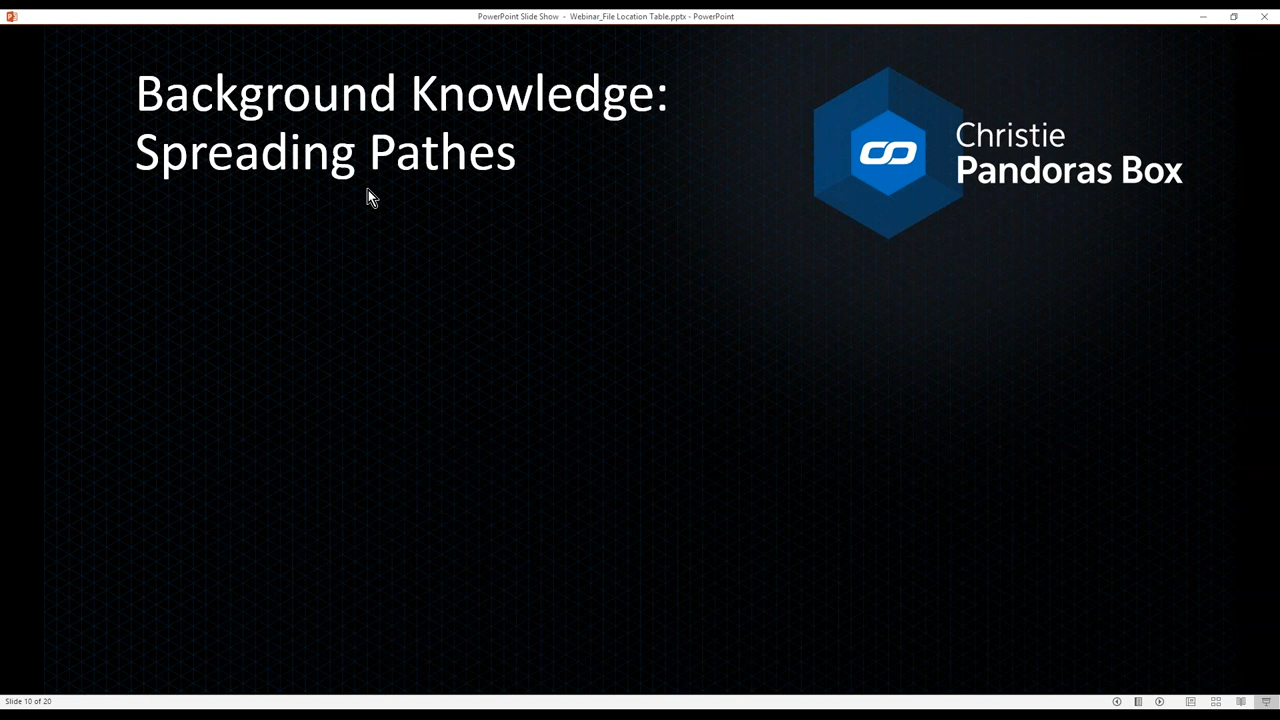 PowerPoint Slide Show - Webinar_File Location Table.pptx - PowerPoint
Background Knowledge:
Spreading Pathes
Christie
Pandoras Box
Slide 10 of 20